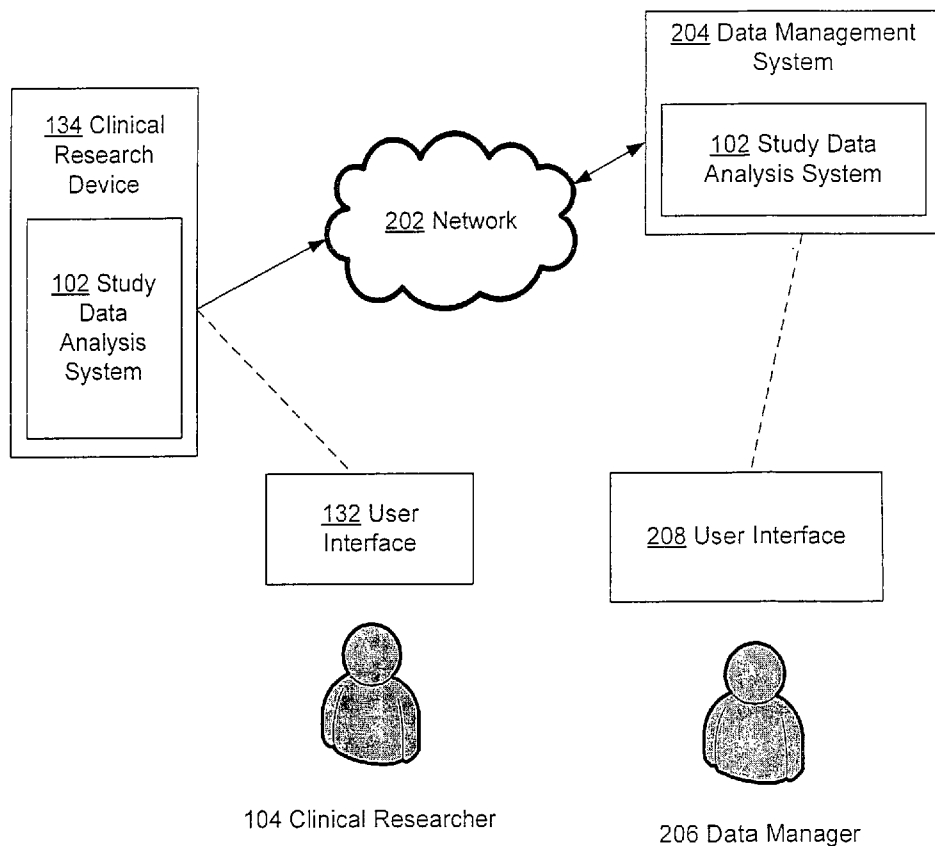 204 Data Management
System
134 Clinical
Research
Device
102 Study Data
Analysis System
202 Network
102 Study
Data
Analysis
System
132 User
Interface
208 User Interface
104 Clinical Researcher
206 Data Manager